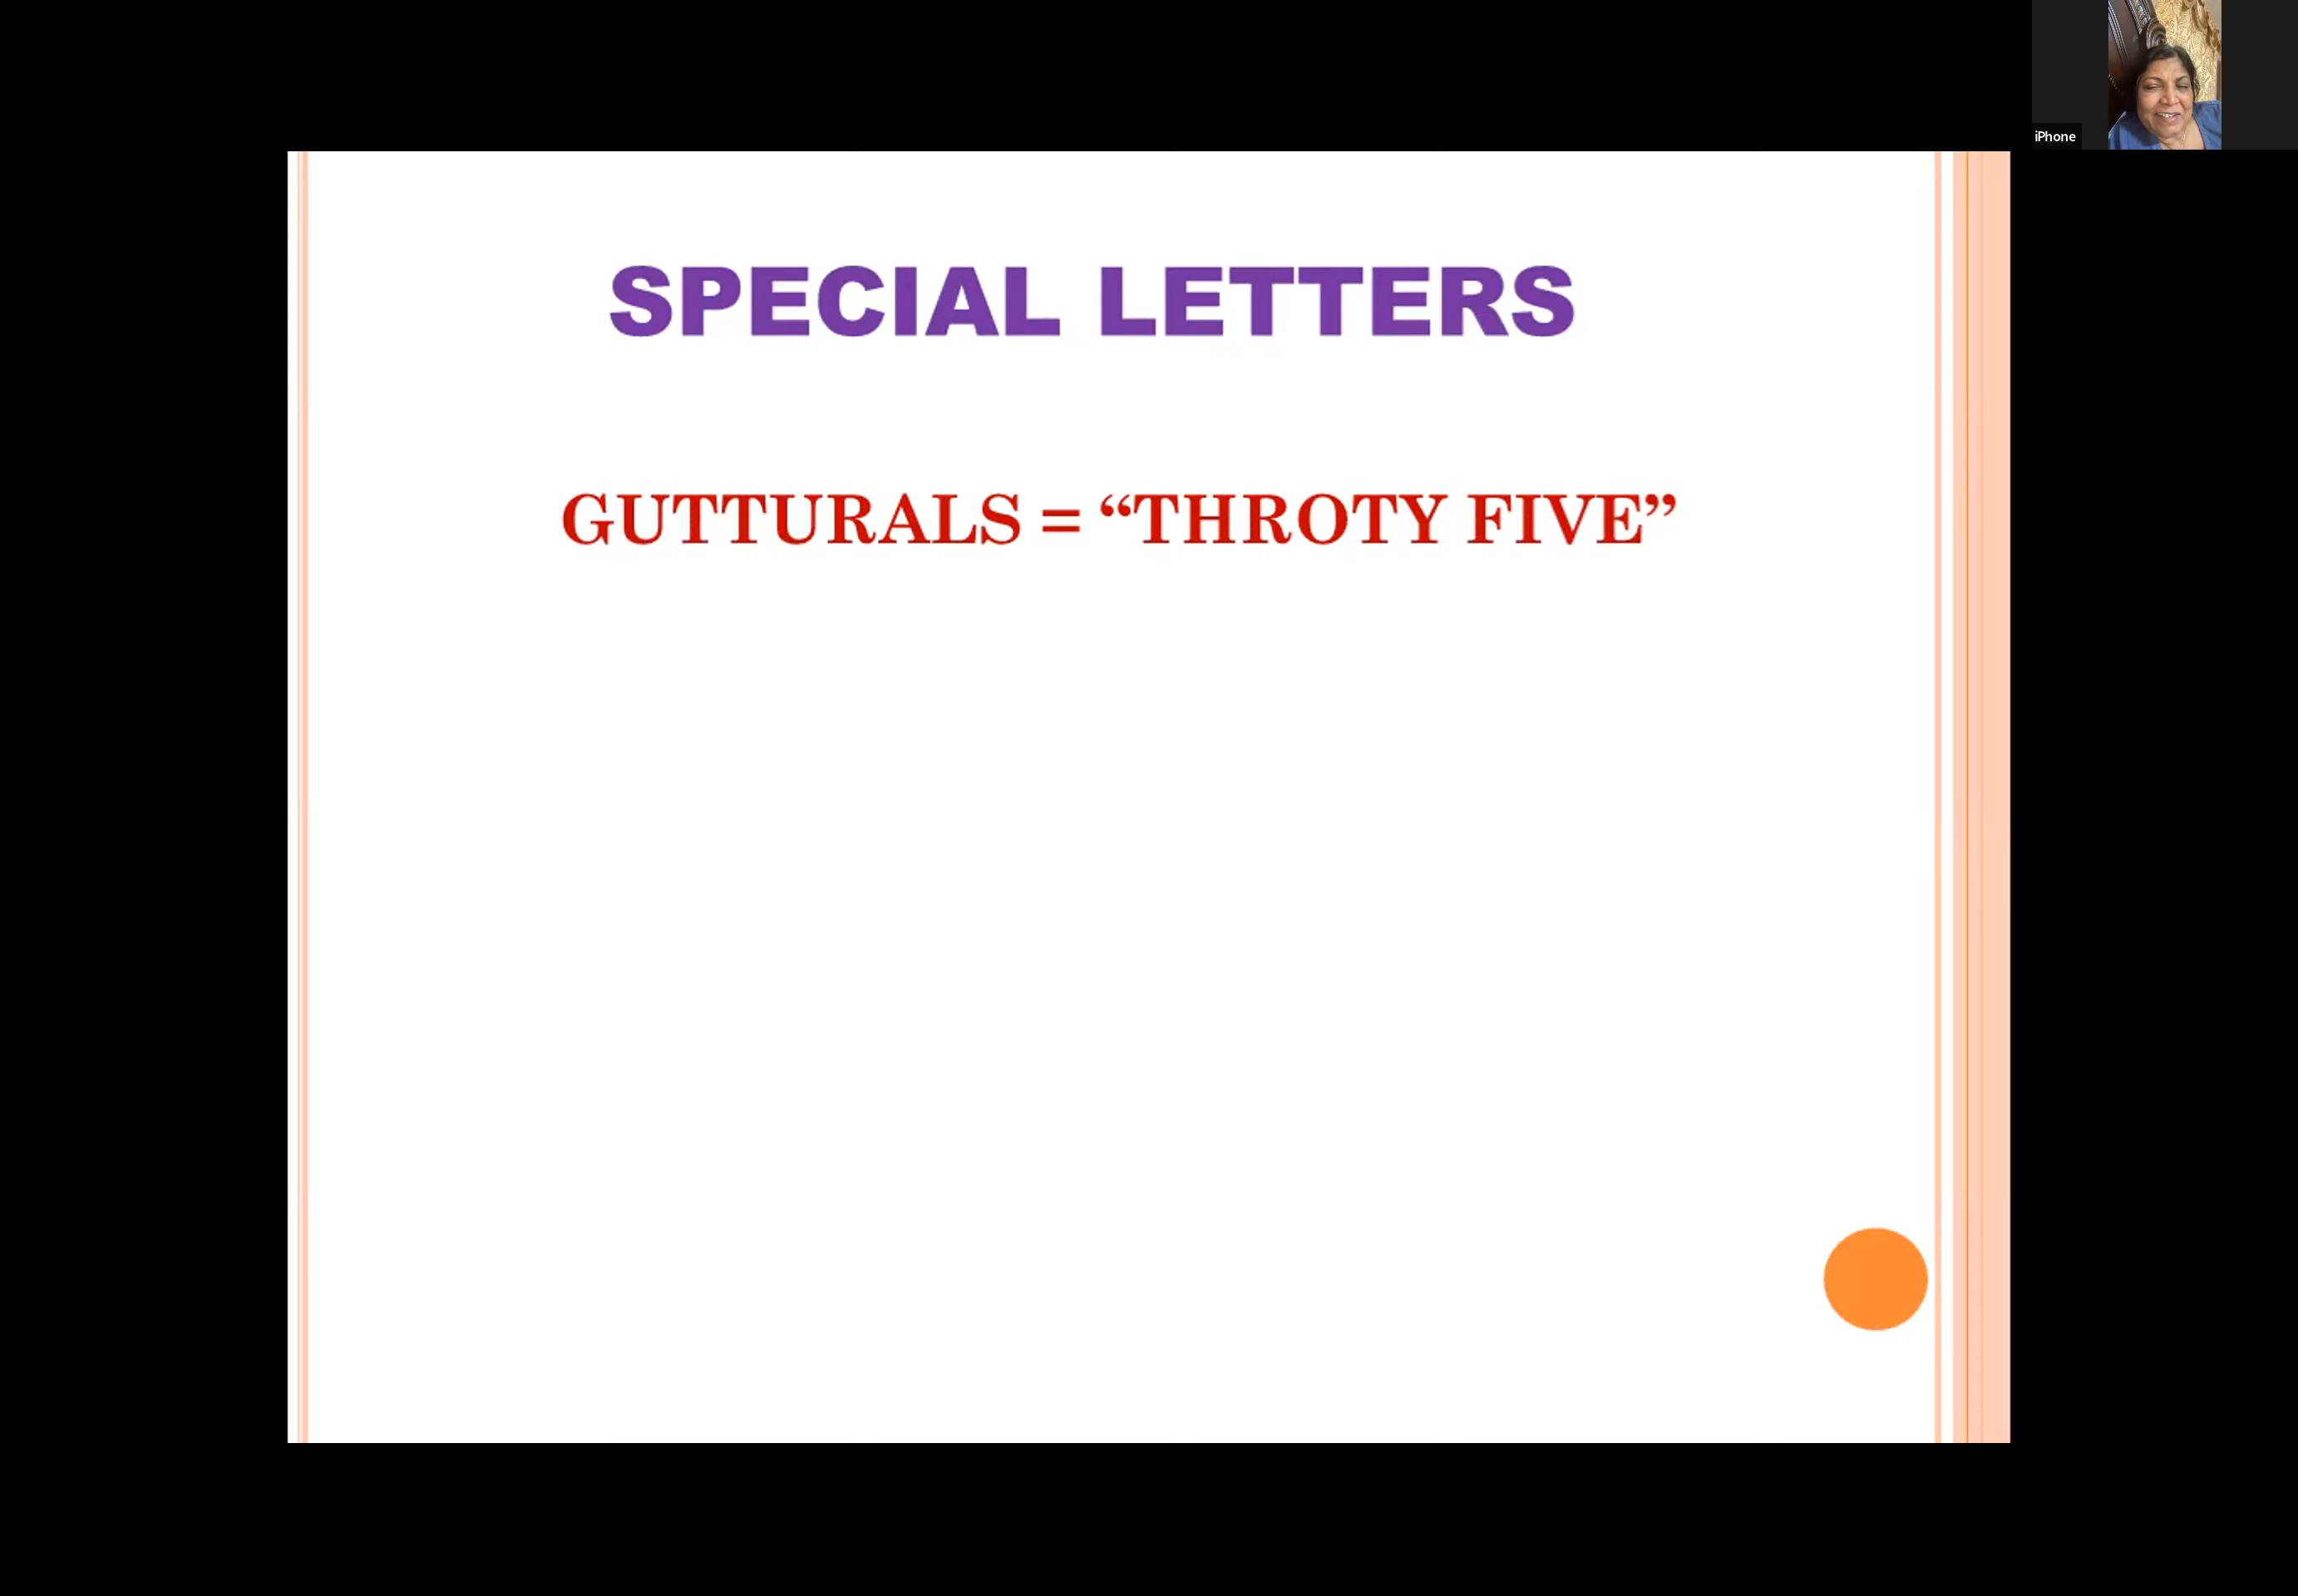 iPhone
SPECIAL LETTERS
GUTTURALS = “THROTY FIVE”